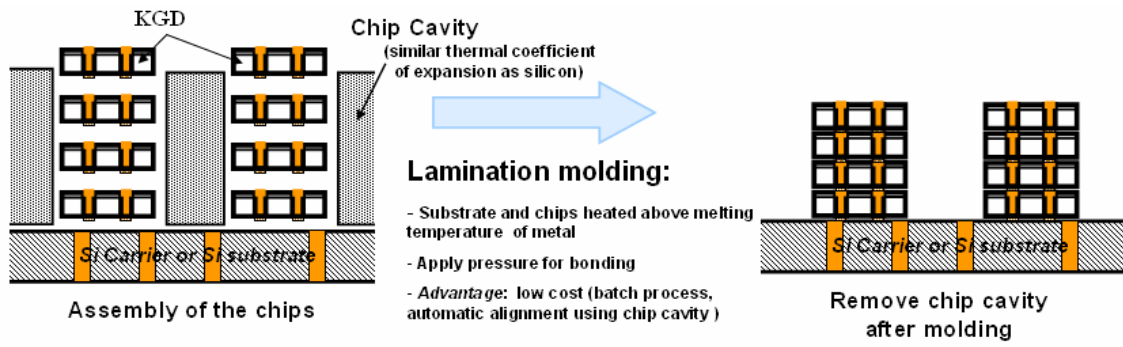 KGD
Chip Cavity
(similar thermal coefficient
of expansion as silicon)
Lamination molding:
- Substrate and chips heated above melting
temperature of metal
- Apply pressure for bonding
- Advantage: low cost (batch process,
automatic alignment using chip cavity )
Si Carrier or Si substrate
Assembly of the chips
Si Carrier or Si substrate
Remove chip cavity
after molding